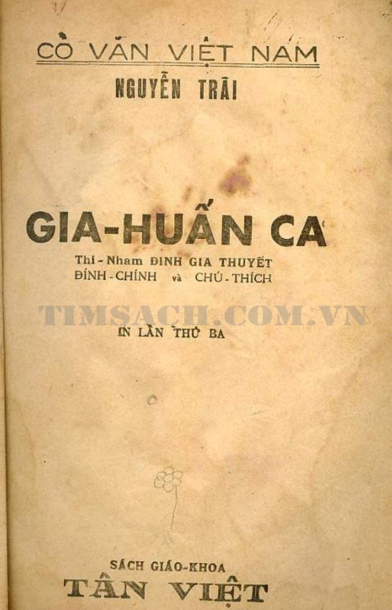 CỔ VĂN VIỆT NAM
NGUYỄN TRÃI
GIA-HUẤN CA
Thi-Nham ĐINH GIA THUYẾT
ĐÍNH-CHÍNH và CHÚ-THÍCH
TIMSACH.COM.VN
IN LẦN THỨ BA
SÁCH GIÁO-KHOA
TÂN VIỆT